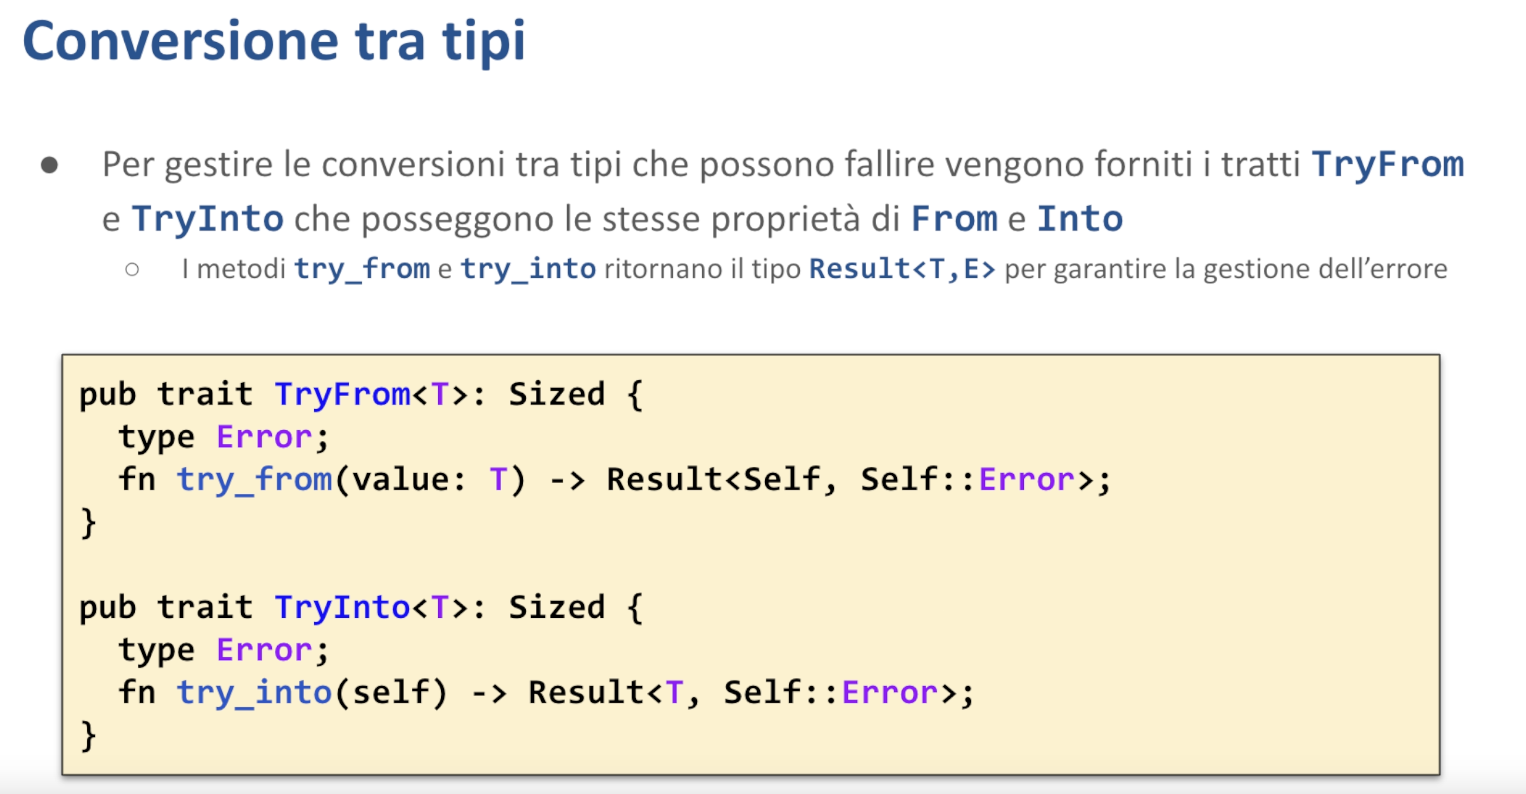 Conversione tra tipi
● Per gestire le conversioni tra tipi che possono fallire vengono forniti i tratti TryFrom
e TryInto che posseggono le stesse proprietà di From e Into
○ I metodi try_from e try_into ritornano il tipo Result<T,E> per garantire la gestione dell’errore
pub trait TryFrom<T>: Sized {
  type Error;
  fn try_from(value: T) -> Result<Self, Self::Error>;
}
pub trait TryInto<T>: Sized {
  type Error;
  fn try_into(self) -> Result<T, Self::Error>;
}